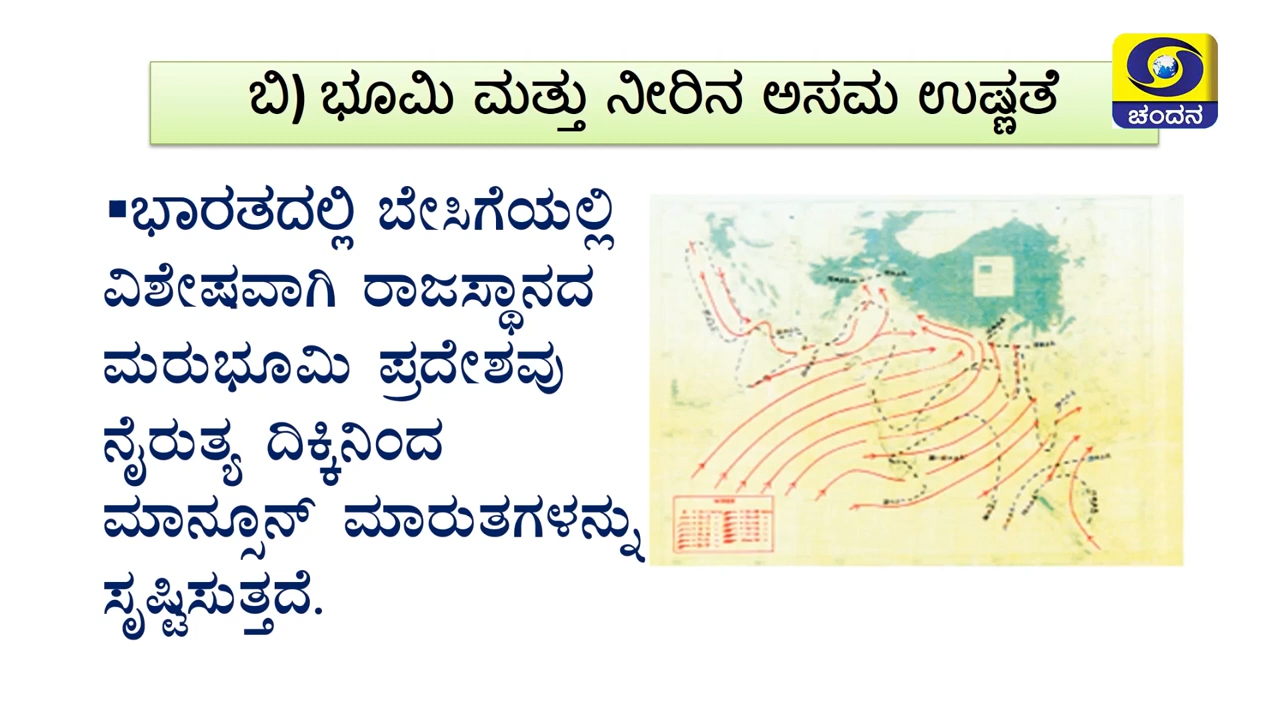 ಬಿ) ಭೂಮಿ ಮತ್ತು ನೀರಿನ ಅಸಮ ಉಷ್ಣತೆ
ಚಂದನ
▪ಭಾರತದಲ್ಲಿ ಬೇಸಿಗೆಯಲ್ಲಿ
ವಿಶೇಷವಾಗಿ ರಾಜಸ್ಥಾನದ
ಮರುಭೂಮಿ ಪ್ರದೇಶವು
ನೈರುತ್ಯ ದಿಕ್ಕಿನಿಂದ
ಮಾನ್ಸೂನ್ ಮಾರುತಗಳನ್ನು
ಸೃಷ್ಟಿಸುತ್ತದೆ.